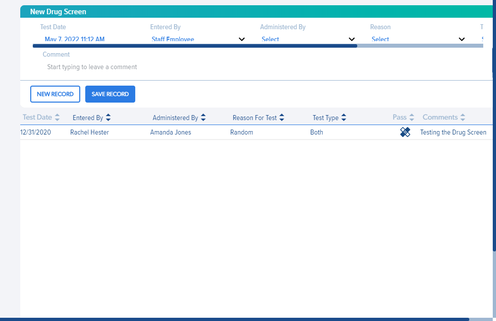 New Drug Screen
Test Date Entered By Administered By Reason T
May 7, 2022 11:12 AM Staff Employee Select Select
Comment
Start typing to leave a comment
NEW RECORD SAVE RECORD
Test Date Entered By Administered By Reason For Test Test Type Pass Comments
12/31/2020 Rachel Hester Amanda Jones Random Both Testing the Drug Screen